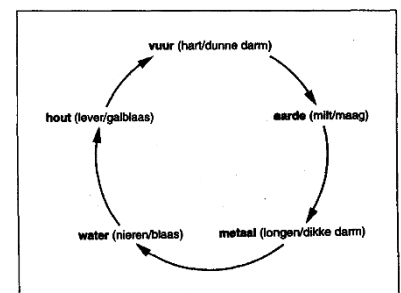 vuur (hart/dunne darm)
hout (lever/galblaas)
aarde (milt/maag)
water (nieren/blaas)
metaal (longen/dikke darm)